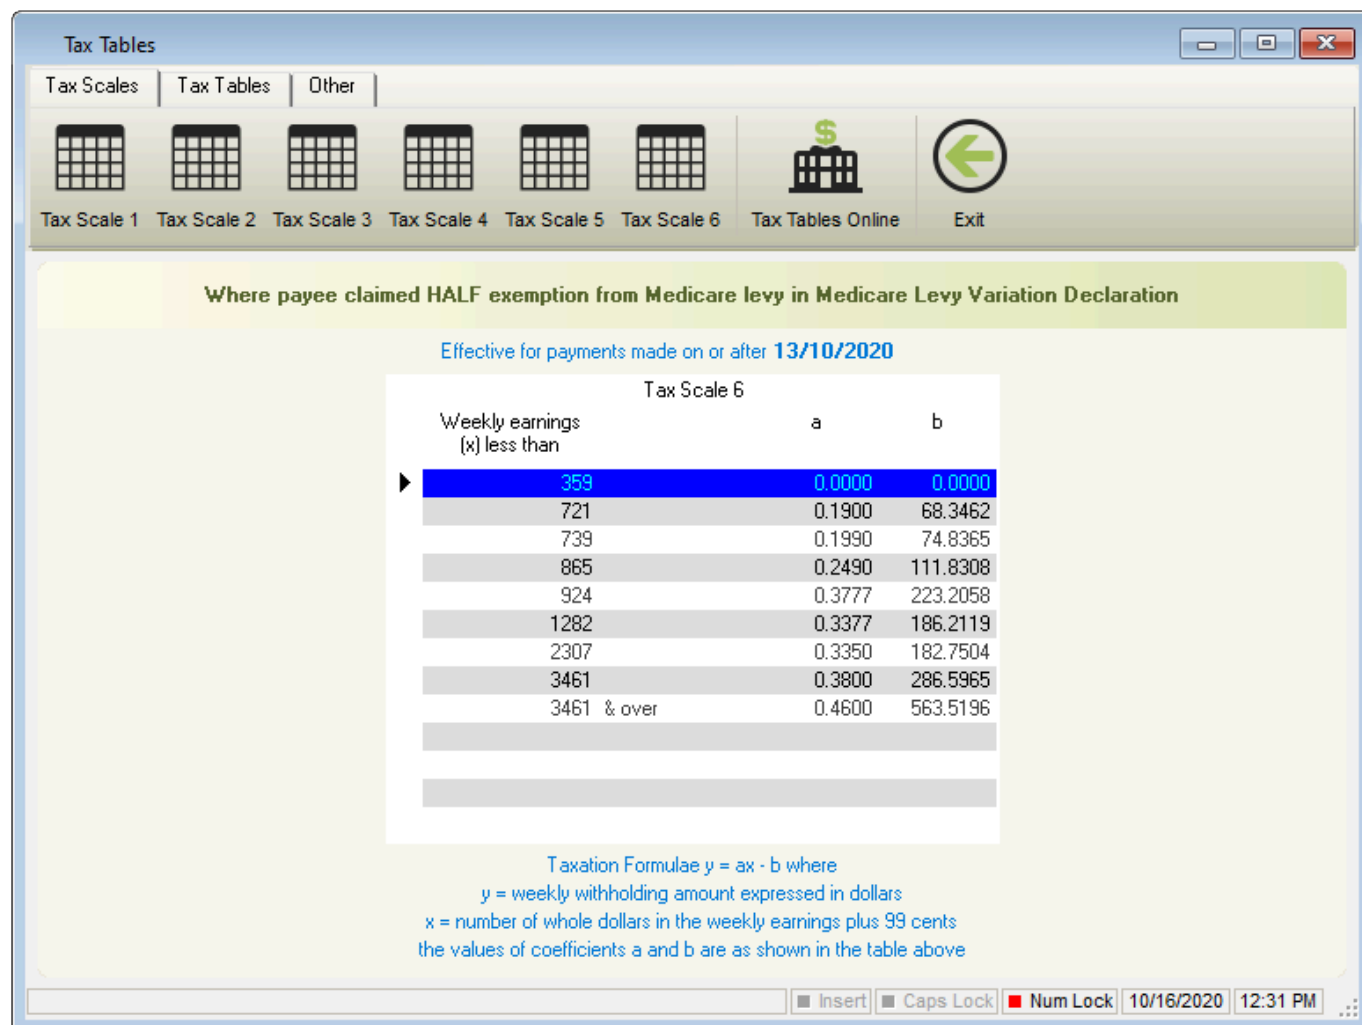 Tax Tables
Tax Scales Tax Tables Other
Tax Scale 1 Tax Scale 2 Tax Scale 3 Tax Scale 4 Tax Scale 5 Tax Scale 6 Tax Tables Online Exit
Where payee claimed HALF exemption from Medicare levy in Medicare Levy Variation Declaration
Effective for payments made on or after 13/10/2020
Tax Scale 6
Weekly earnings a b
(x) less than
359 0.0000 0.0000
721 0.1900 68.3462
739 0.1990 74.8365
865 0.2490 111.8308
924 0.3777 223.2058
1282 0.3377 186.2119
2307 0.3350 182.7504
3461 0.3800 286.5965
3461 & over 0.4600 563.5196
Taxation Formulae y = ax - b where
y = weekly withholding amount expressed in dollars
x = number of whole dollars in the weekly earnings plus 99 cents
the values of coefficients a and b are as shown in the table above
Insert Caps Lock Num Lock 10/16/2020 12:31 PM